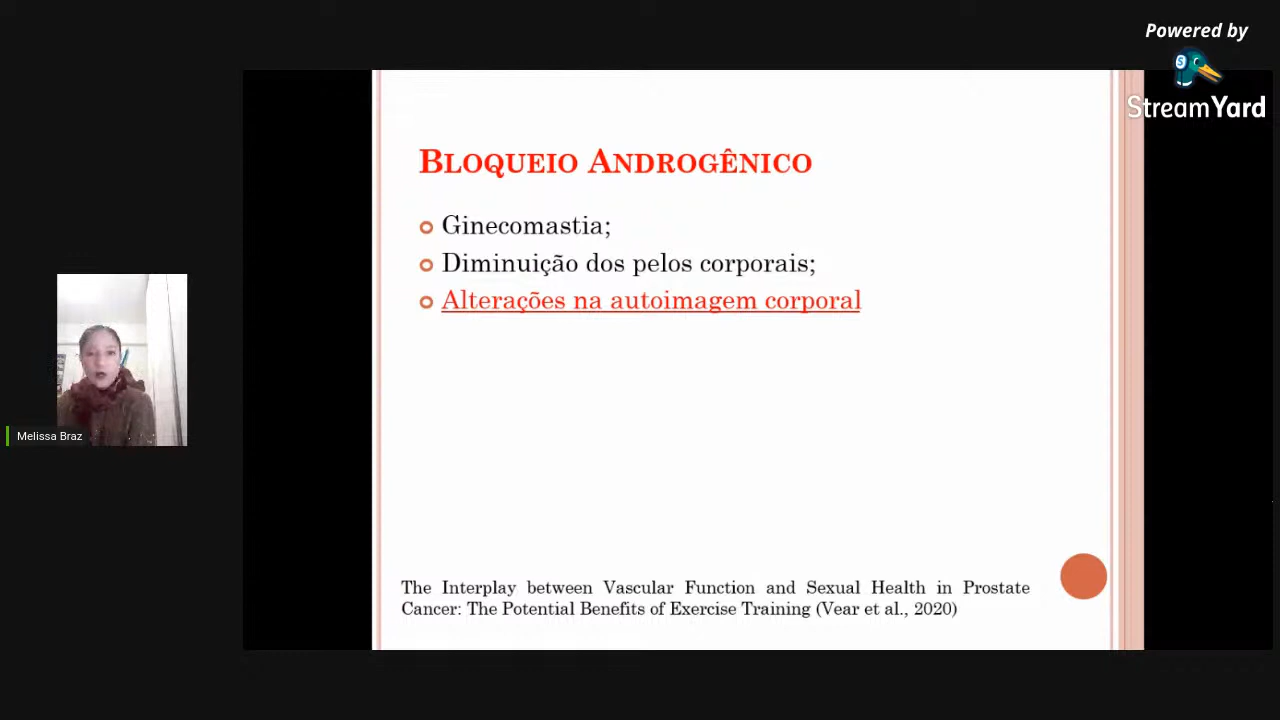 Powered by
StreamYard
BLOQUEIO ANDROGÊNICO
Ginecomastia;
Diminuição dos pelos corporais;
Alterações na autoimagem corporal
Melissa Braz
The Interplay between Vascular Function and Sexual Health in Prostate
Cancer: The Potential Benefits of Exercise Training (Vear et al., 2020)